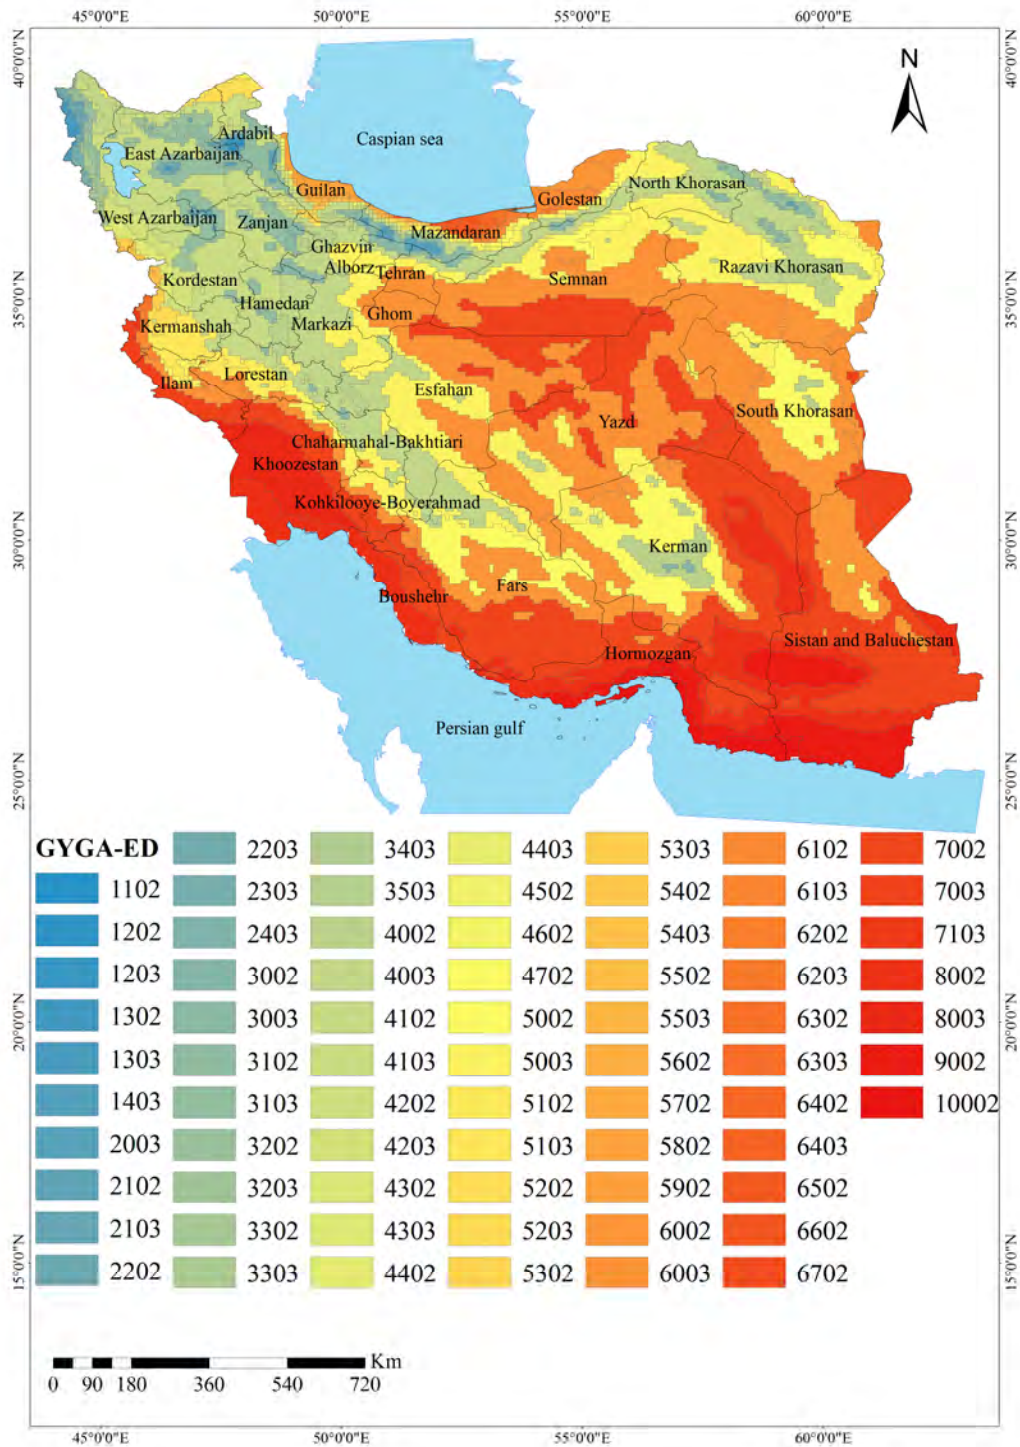 45°0'0"E 50°0'0"E 55°0'0"E 60°0'0"E
40°0'0"N 40°0'0"N
N
Caspian sea
Ardabil
East Azarbaijan
Guilan
North Khorasan
Golestan
West Azarbaijan
Zanjan
Mazandaran
Ghazvin
Alborz
Tehran
Razavi Khorasan
Kordestan
Semnan
35°0'0"N 35°0'0"N
Hamedan
Ghom
Kermanshah
Markazi
Ilam
Lorestan
Esfahan
South Khorasan
Yazd
Chaharmahal-Bakhtiari
Khoozestan
Kohkilooye-Boyerahmad
30°0'0"N 30°0'0"N
Kerman
Fars
Boushehr
Sistan and Baluchestan
Hormozgan
Persian gulf
25°0'0"N 25°0'0"N
GYGA-ED 2203 3403 4403 5303 6102 7002
1102 2303 3503 4502 5402 6103 7003
1202 2403 4002 4602 5403 6202 7103
1203 3002 4003 4702 5502 6203 8002
1302 3003 4102 5002 5503 6302 8003
20°0'0"N 20°0'0"N
1303 3102 4103 5003 5602 6303 9002
1403 3103 4202 5102 5702 6402 10002
2003 3202 4203 5103 5802 6403
2102 3203 4302 5202 5902 6502
2103 3302 4303 5203 6002 6602
2202 3303 4402 5302 6003 6702
15°0'0"N 15°0'0"N
Km
0 90 180 360 540 720
45°0'0"E 50°0'0"E 55°0'0"E 60°0'0"E